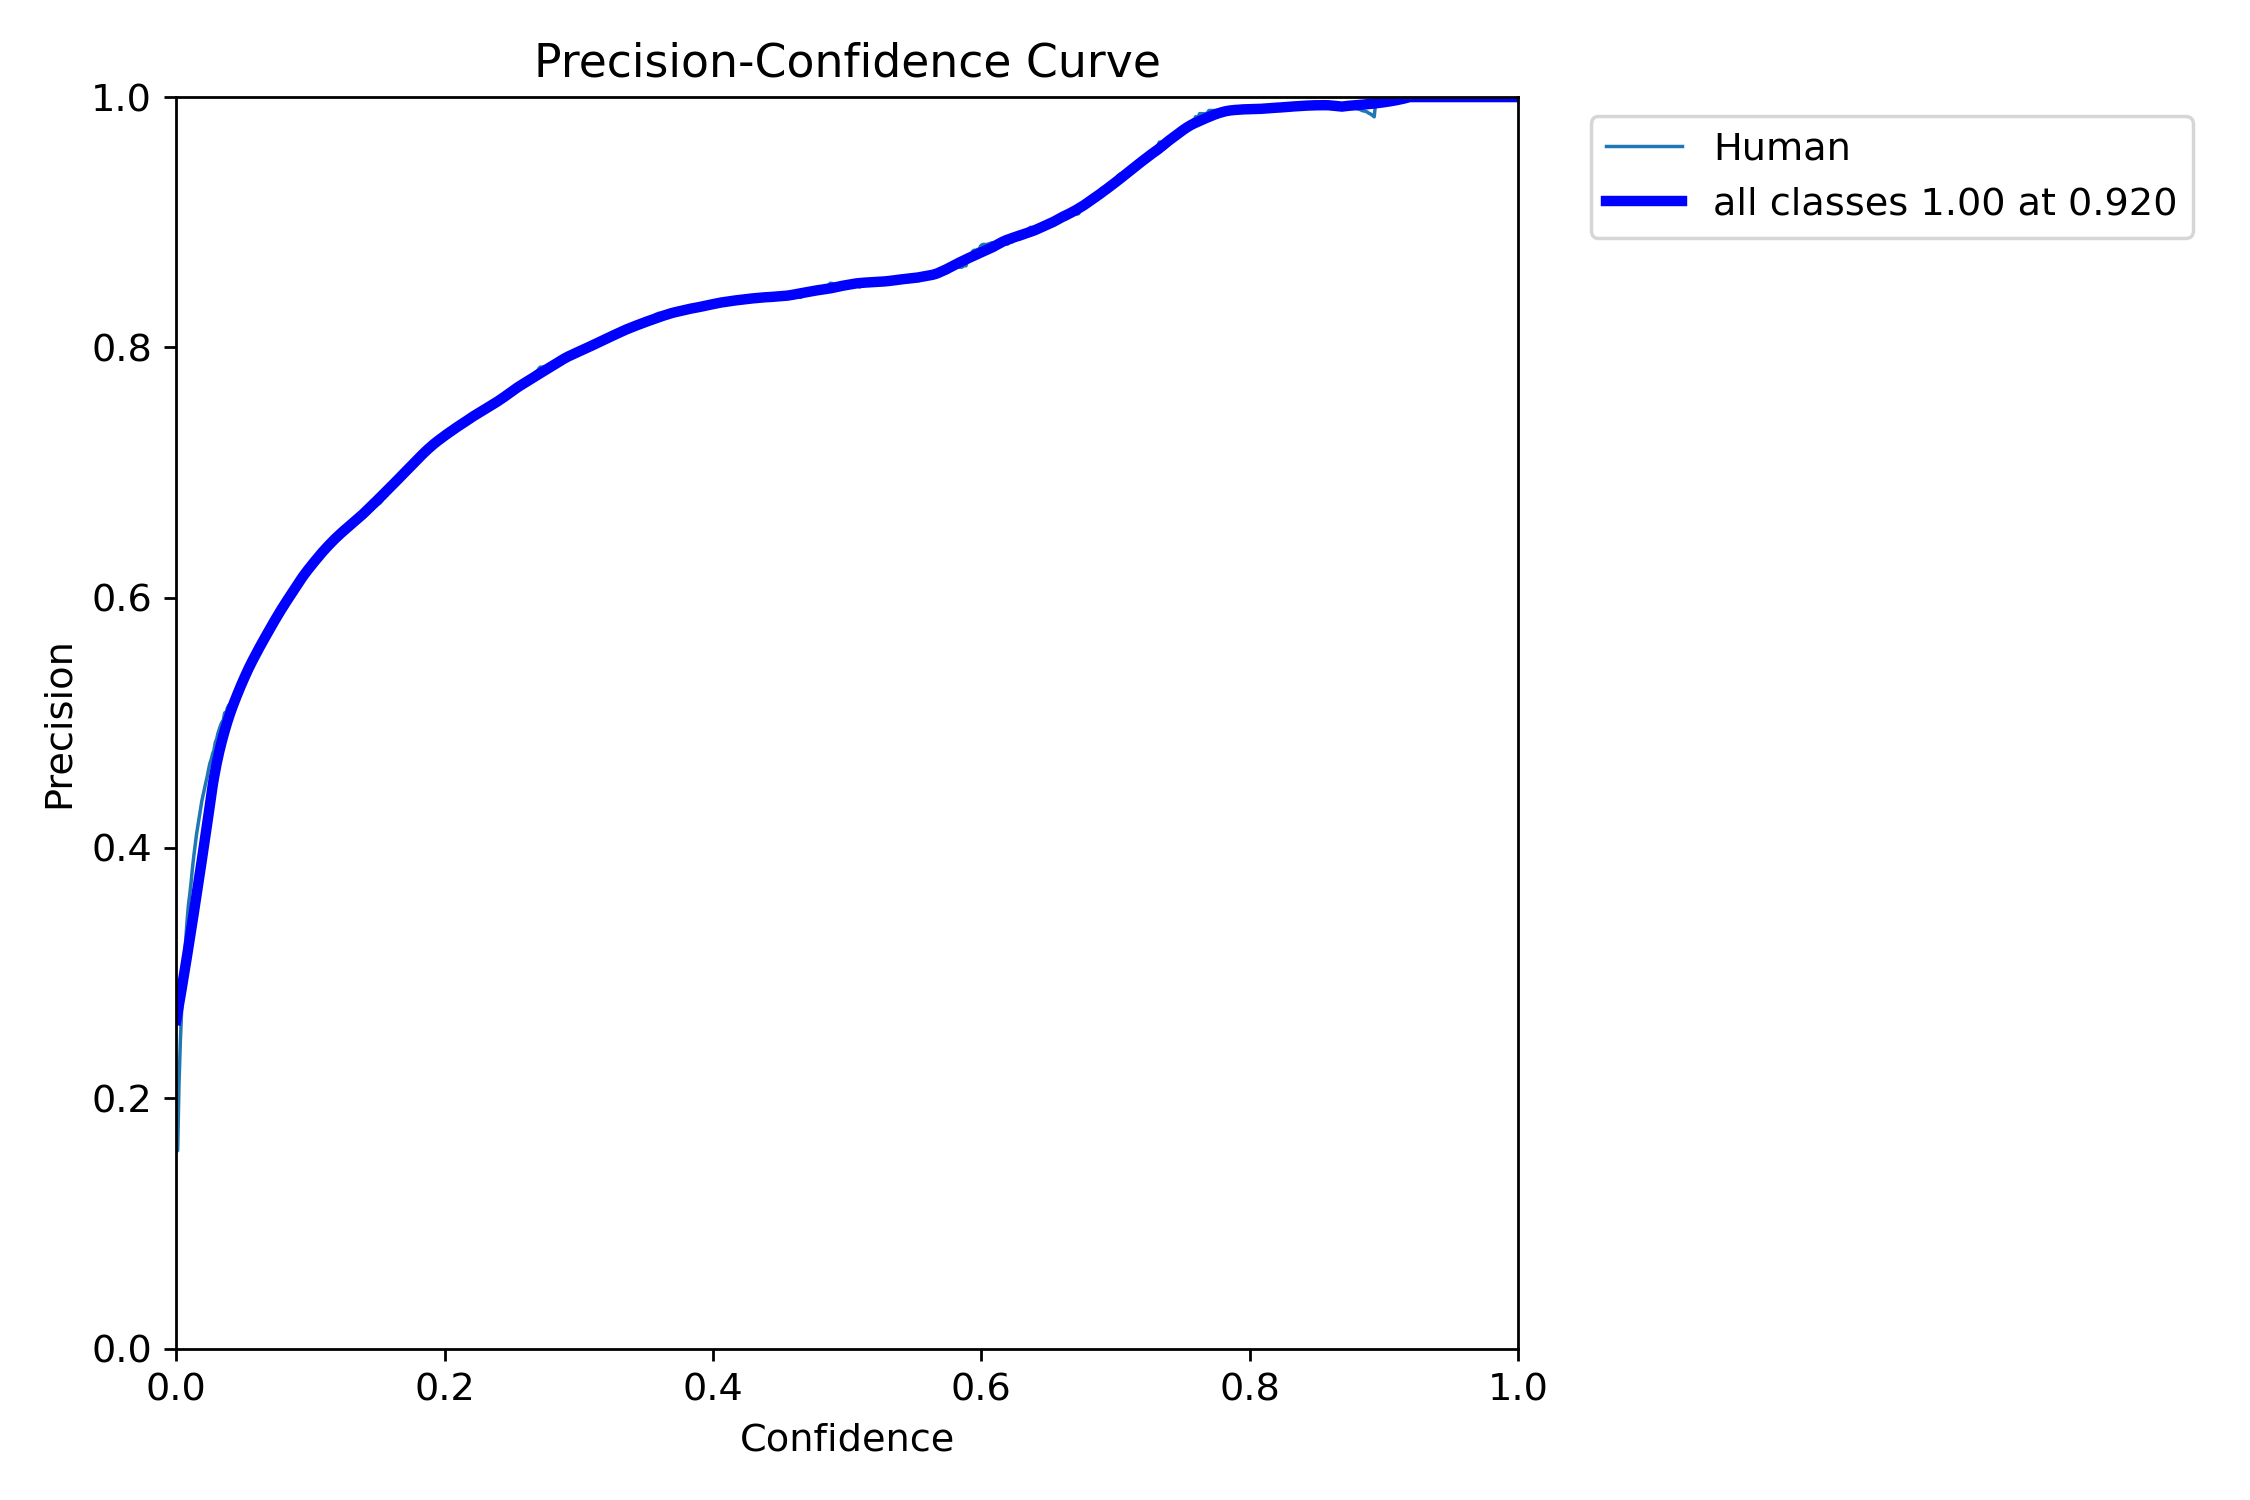 Precision-Confidence Curve
1.0
0.8
0.6
0.4
0.2
0.0
Precision
0.0 0.2 0.4 0.6 0.8 1.0
Confidence
Human
all classes 1.00 at 0.920